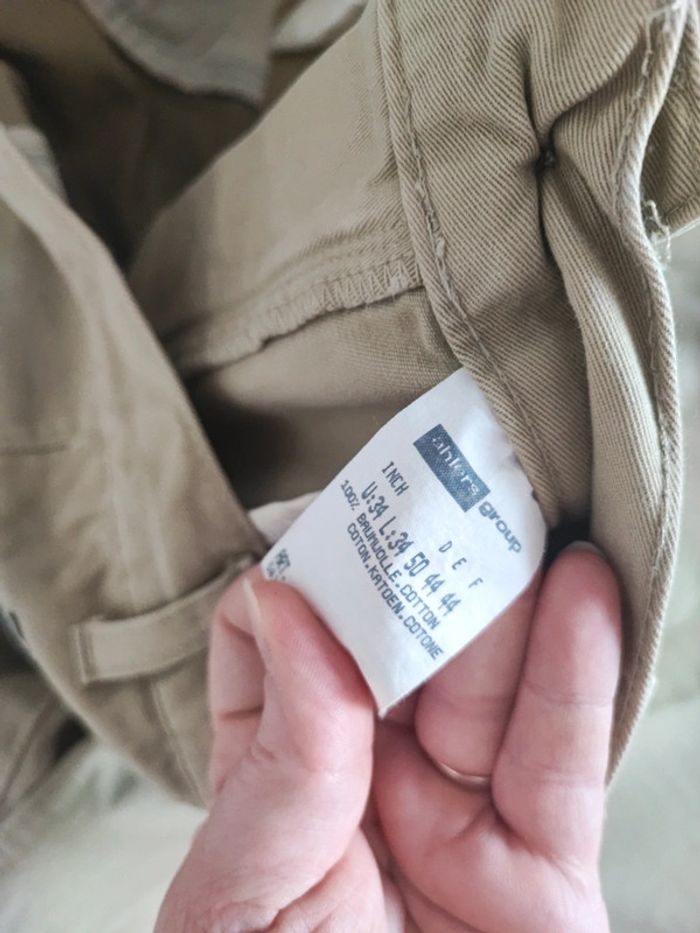 ahlers group
INCH D E F
U:34 L:34 50 44 44
100% BAUMWOLLE.COTTON
COTON.KATOEN.COTONE